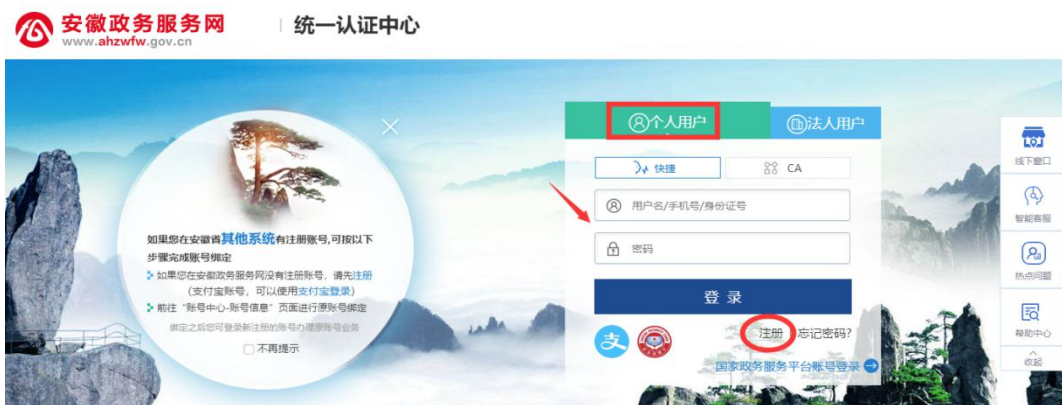 安徽政务服务网
www.ahzwfw.gov.cn
统一认证中心
个人用户
法人用户
快捷
CA
用户名/手机号/身份证号
密码
登 录
注册
忘记密码?
国家政务服务平台账号登录
如果您在安徽省其他系统有注册账号,可按以下
步骤完成账号绑定
如果您在安徽政务服务网没有注册账号，请先注册
（支付宝账号，可以使用支付宝登录）
前往“账号中心-账号信息”页面进行原账号绑定
绑定之后您可登录新注册的账号办理原账号业务
不再提示
线下窗口
智能客服
热点问题
帮助中心
收起
支